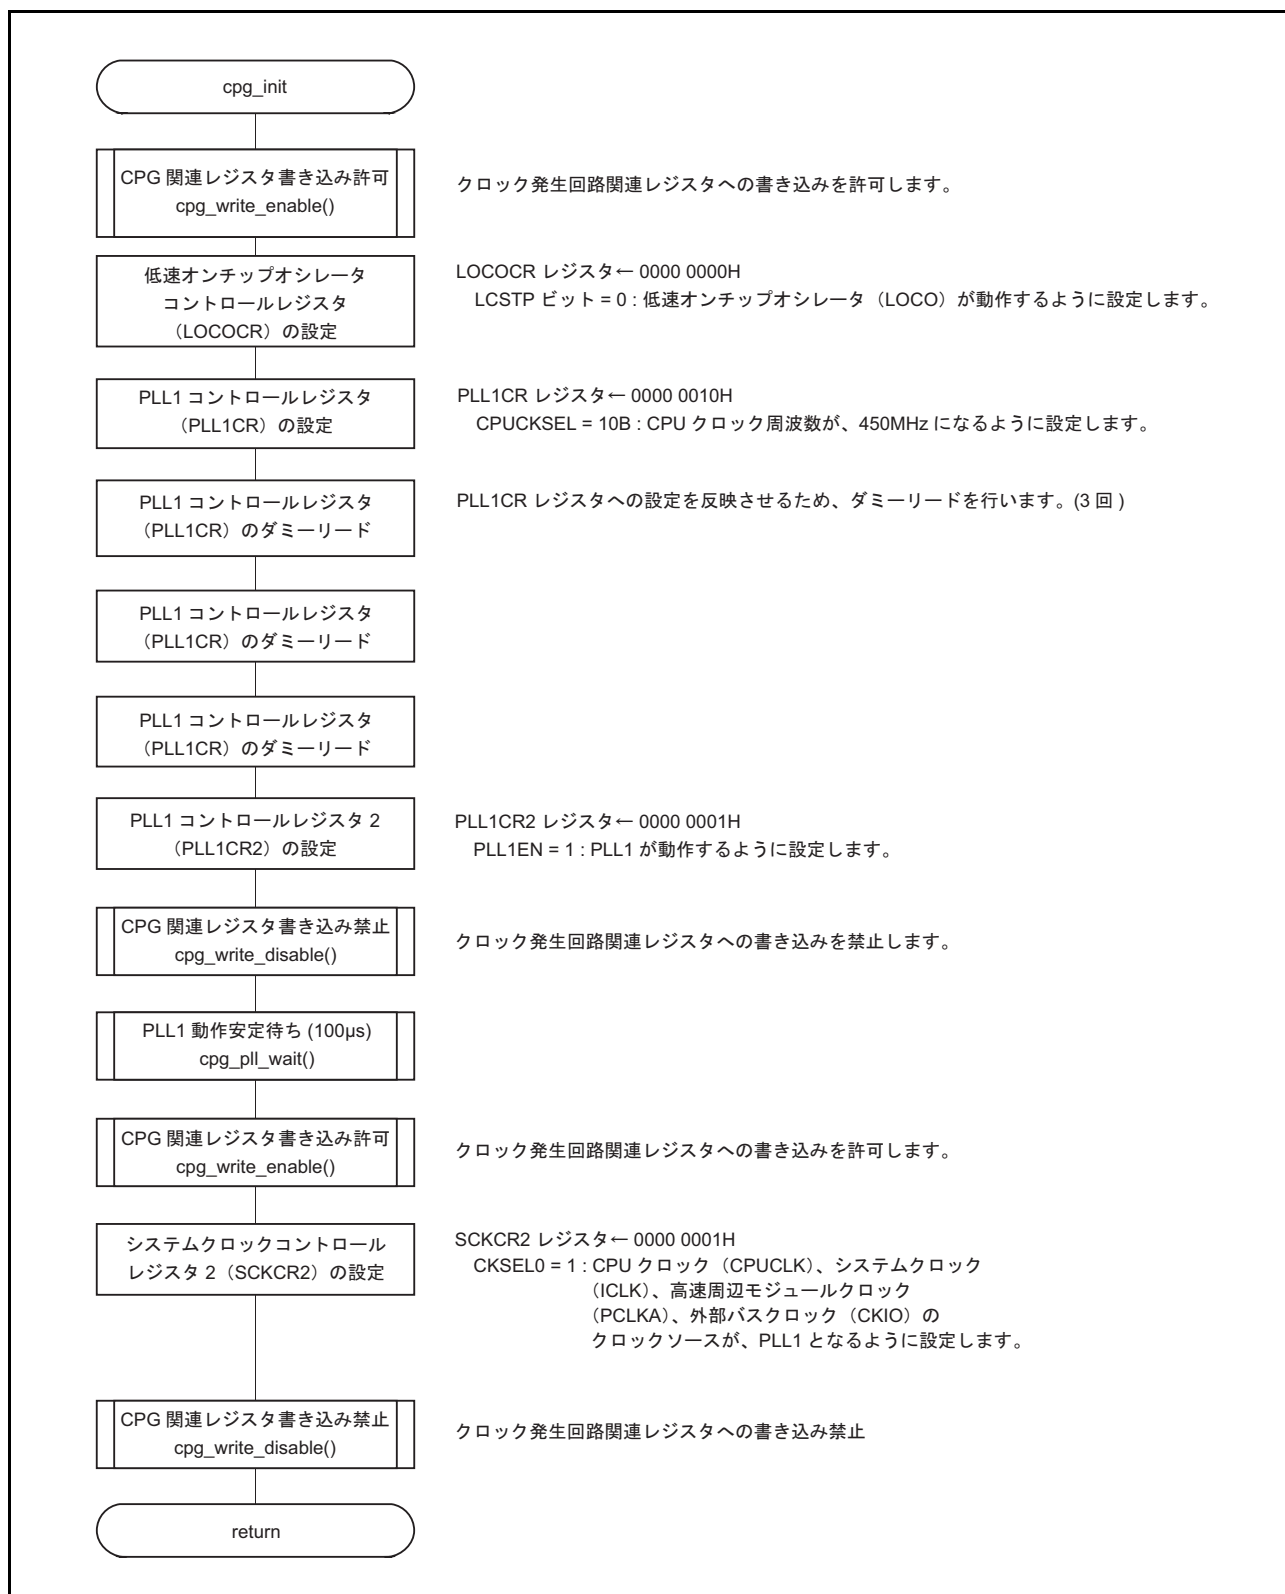 cpg_init
CPG 関連レジスタ書き込み許可
cpg_write_enable()
クロック発生回路関連レジスタへの書き込みを許可します。
低速オンチップオシレータ
コントロールレジスタ
（LOCOCR）の設定
LOCOCR レジスタ← 0000 0000H
LCSTP ビット = 0 : 低速オンチップオシレータ（LOCO）が動作するように設定します。
PLL1 コントロールレジスタ
（PLL1CR）の設定
PLL1CR レジスタ← 0000 0010H
CPUCKSEL = 10B : CPU クロック周波数が、450MHz になるように設定します。
PLL1 コントロールレジスタ
（PLL1CR）のダミーリード
PLL1CR レジスタへの設定を反映させるため、ダミーリードを行います。(3 回 )
PLL1 コントロールレジスタ
（PLL1CR）のダミーリード
PLL1 コントロールレジスタ
（PLL1CR）のダミーリード
PLL1 コントロールレジスタ 2
（PLL1CR2）の設定
PLL1CR2 レジスタ← 0000 0001H
PLL1EN = 1 : PLL1 が動作するように設定します。
CPG 関連レジスタ書き込み禁止
cpg_write_disable()
クロック発生回路関連レジスタへの書き込みを禁止します。
PLL1 動作安定待ち (100μs)
cpg_pll_wait()
CPG 関連レジスタ書き込み許可
cpg_write_enable()
クロック発生回路関連レジスタへの書き込みを許可します。
システムクロックコントロール
レジスタ 2（SCKCR2）の設定
SCKCR2 レジスタ← 0000 0001H
CKSEL0 = 1 : CPU クロック（CPUCLK）、システムクロック
（ICLK）、高速周辺モジュールクロック
（PCLKA）、外部バスクロック（CKIO）の
クロックソースが、PLL1 となるように設定します。
CPG 関連レジスタ書き込み禁止
cpg_write_disable()
クロック発生回路関連レジスタへの書き込み禁止
return